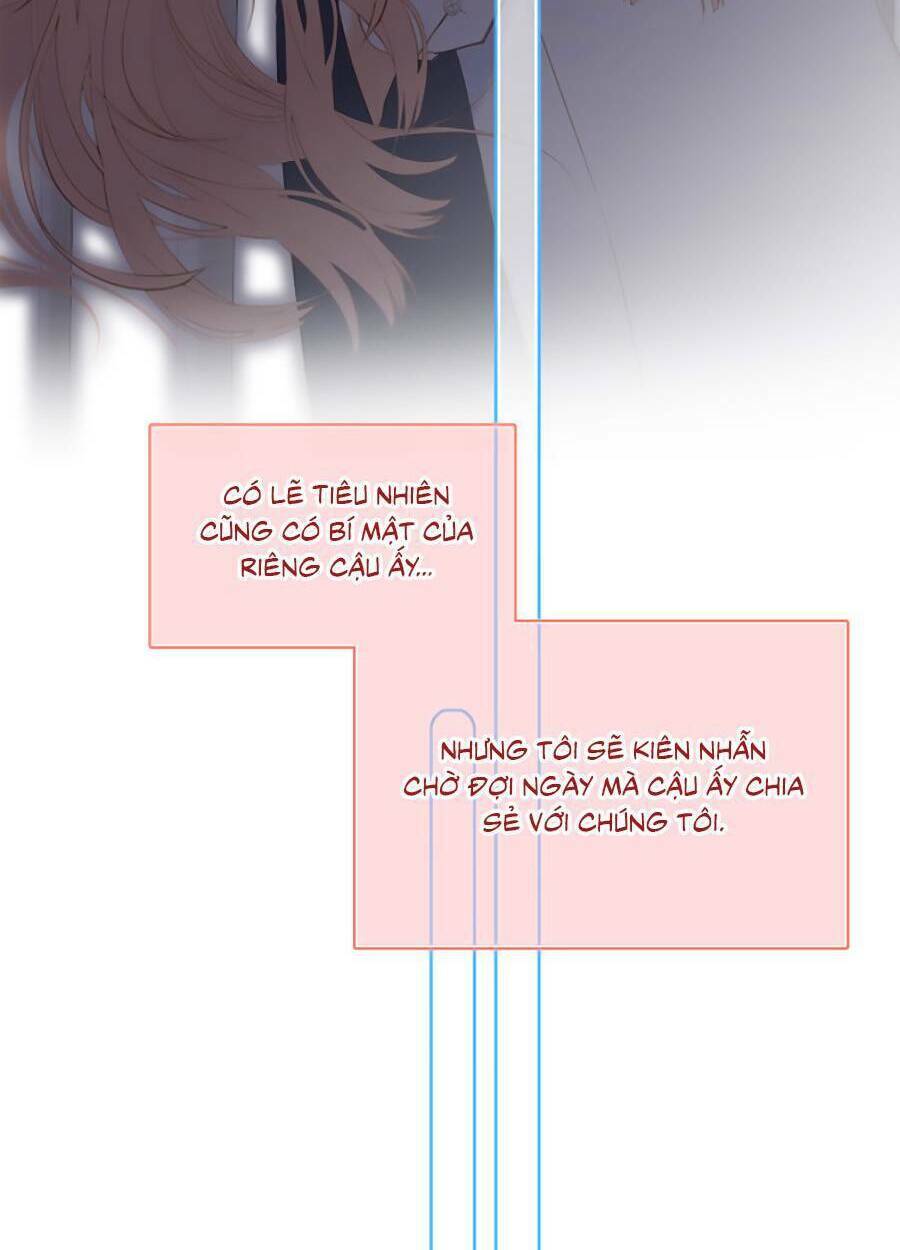 CÓ LẼ TIÊU NHIÊN
CŨNG CÓ BÍ MẬT CỦA
RIÊNG CẬU ẤY...
NHƯNG TÔI SẼ KIÊN NHẪN
CHỜ ĐỢI NGÀY MÀ CẬU ẤY CHIA
SẺ VỚI CHÚNG TÔI.